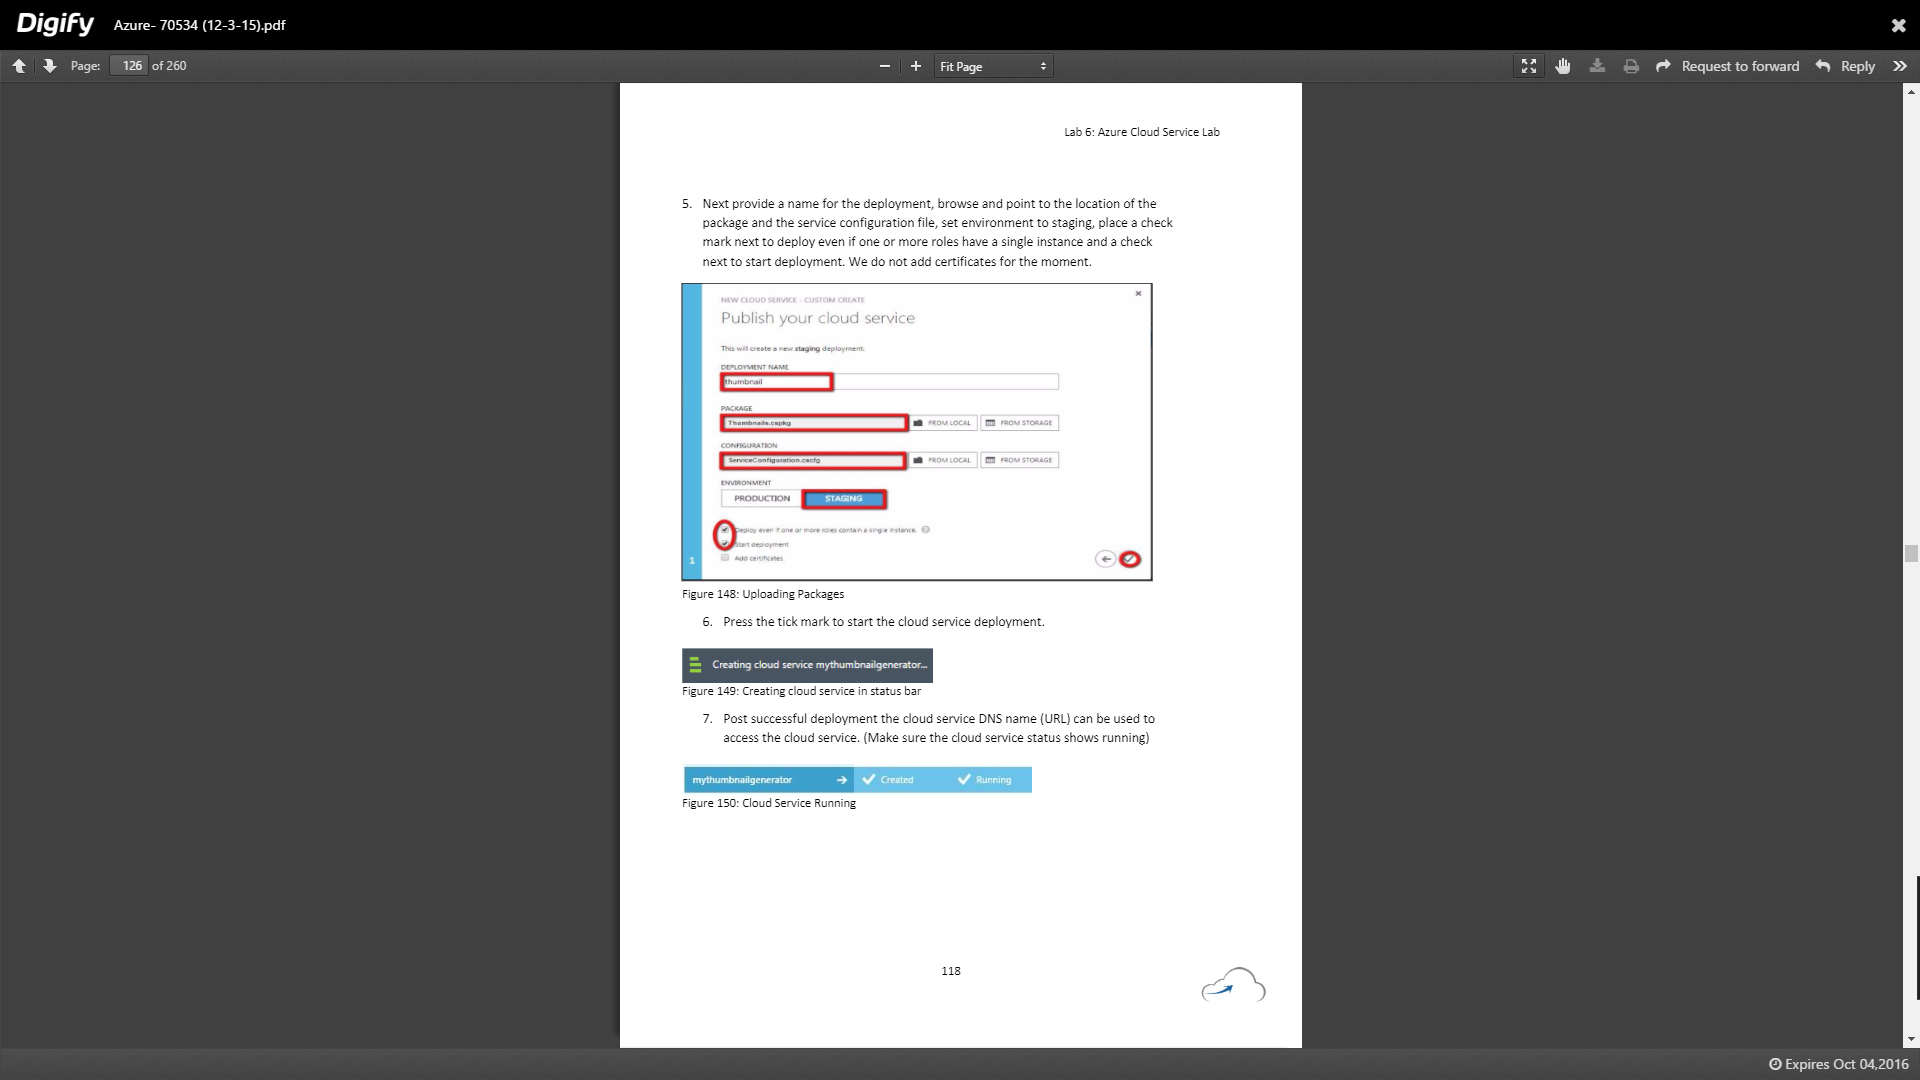 Digify
Azure- 70534 (12-3-15).pdf
Page: 126 of 260
Fit Page
Request to forward
Reply
Lab 6: Azure Cloud Service Lab
5. Next provide a name for the deployment, browse and point to the location of the
package and the service configuration file, set environment to staging, place a check
mark next to deploy even if one or more roles have a single instance and a check
next to start deployment. We do not add certificates for the moment.
NEW CLOUD SERVICE - CUSTOM CREATE
Publish your cloud service
This will create a new staging deployment.
DEPLOYMENT NAME
thumbnail
PACKAGE
Thumbnails.cspkg
FROM LOCAL
FROM STORAGE
CONFIGURATION
ServiceConfiguration.cscfg
FROM LOCAL
FROM STORAGE
ENVIRONMENT
PRODUCTION
STAGING
Deploy even if one or more roles contain a single instance.
Start deployment
Add certificates
1
Figure 148: Uploading Packages
6. Press the tick mark to start the cloud service deployment.
Creating cloud service mythumbnailgenerator...
Figure 149: Creating cloud service in status bar
7. Post successful deployment the cloud service DNS name (URL) can be used to
access the cloud service. (Make sure the cloud service status shows running)
mythumbnailgenerator
Created
Running
Figure 150: Cloud Service Running
118
Expires Oct 04,2016